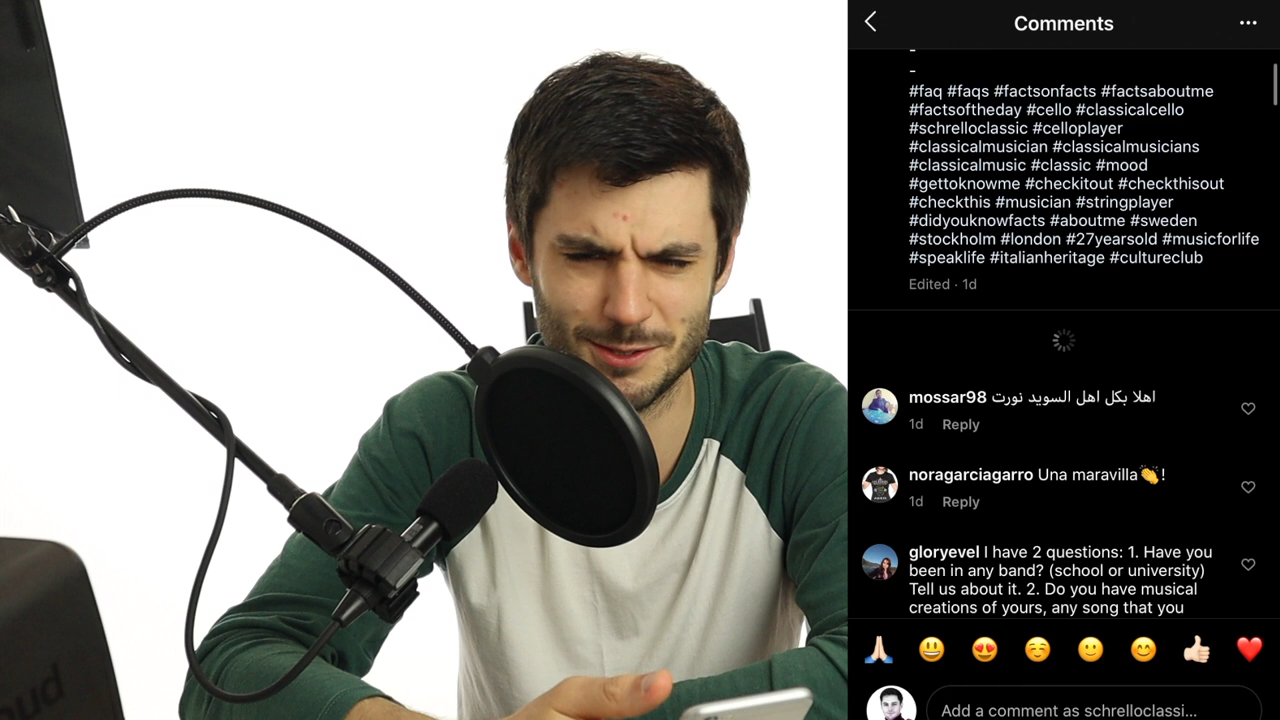 Comments
-
-
#faq #faqs #factsonfacts #factsaboutme
#factsoftheday #cello #classicalcello
#schrelloclassic #celloplayer
#classicalmusician #classicalmusicians
#classicalmusic #classic #mood
#gettoknowme #checkitout #checkthisout
#checkthis #musician #stringplayer
#didyouknowfacts #aboutme #sweden
#stockholm #london #27yearsold #musicforlife
#speaklife #italianheritage #cultureclub
Edited · 1d
mossar98 اهلا بكل اهل السويد نورت
1d Reply
noragarciagarro Una maravilla👏🏻!
1d Reply
gloryevel I have 2 questions: 1. Have you
been in any band? (school or university)
Tell us about it. 2. Do you have musical
creations of yours, any song that you
Add a comment as schrelloclassi...
oud